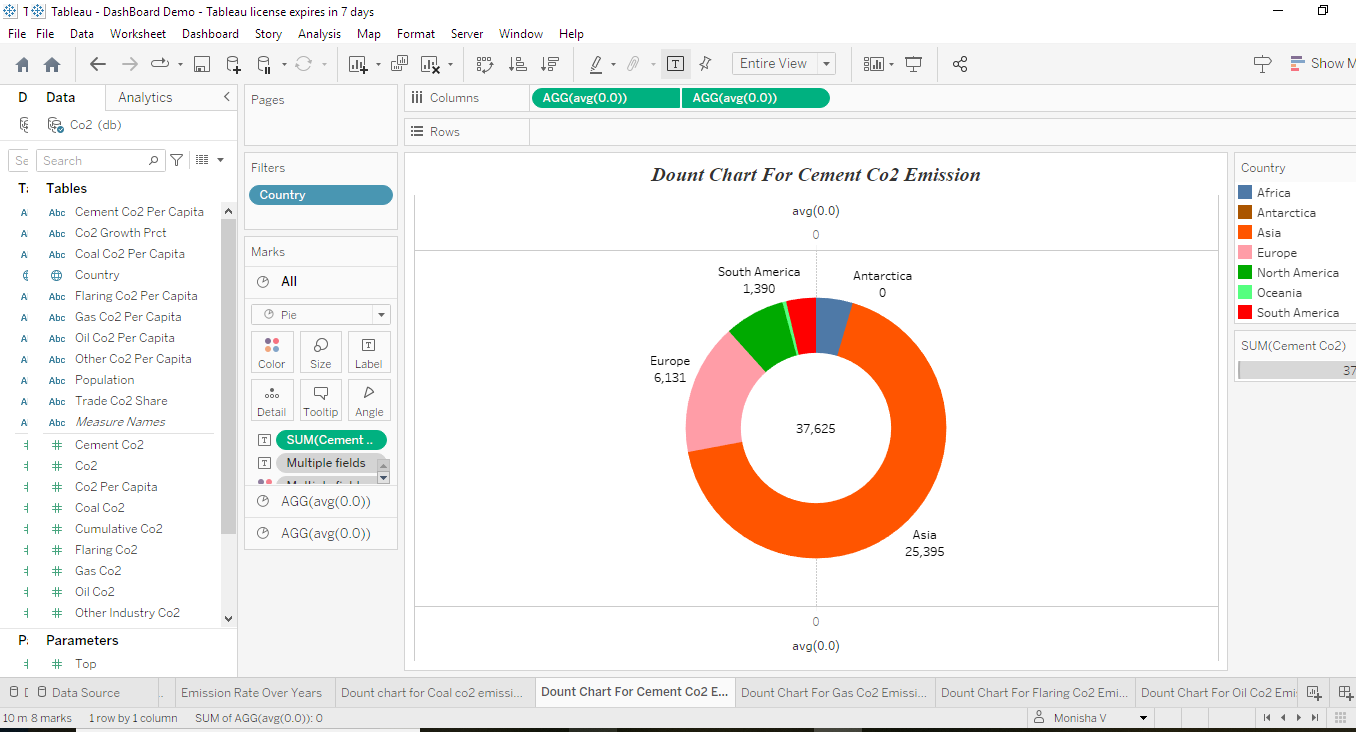 T Tableau - DashBoard Demo - Tableau license expires in 7 days
File File Data Worksheet Dashboard Story Analysis Map Format Server Window Help
Entire View
Show M
D Data Analytics
Co2 (db)
Se Search
Tables
Abc Cement Co2 Per Capita
Abc Co2 Growth Prct
Abc Coal Co2 Per Capita
Country
Abc Flaring Co2 Per Capita
Abc Gas Co2 Per Capita
Abc Oil Co2 Per Capita
Abc Other Co2 Per Capita
Abc Population
Abc Trade Co2 Share
Abc Measure Names
# Cement Co2
# Co2
# Co2 Per Capita
# Coal Co2
# Cumulative Co2
# Flaring Co2
# Gas Co2
# Oil Co2
# Other Industry Co2
Parameters
# Top
Pages
Filters
Country
Marks
All
Pie
Color Size Label
Detail Tooltip Angle
SUM(Cement ..
Multiple fields
AGG(avg(0.0))
AGG(avg(0.0))
Columns AGG(avg(0.0)) AGG(avg(0.0))
Rows
Dount Chart For Cement Co2 Emission
avg(0.0)
0
South America
1,390
Antarctica
0
Europe
6,131
37,625
Asia
25,395
0
avg(0.0)
Country
Africa
Antarctica
Asia
Europe
North America
Oceania
South America
SUM(Cement Co2)
37
Data Source Emission Rate Over Years Dount chart for Coal co2 emissi... Dount Chart For Cement Co2 E... Dount Chart For Gas Co2 Emissi... Dount Chart For Flaring Co2 Emi... Dount Chart For Oil Co2 Emi
10 m 8 marks 1 row by 1 column SUM of AGG(avg(0.0)): 0 Monisha V